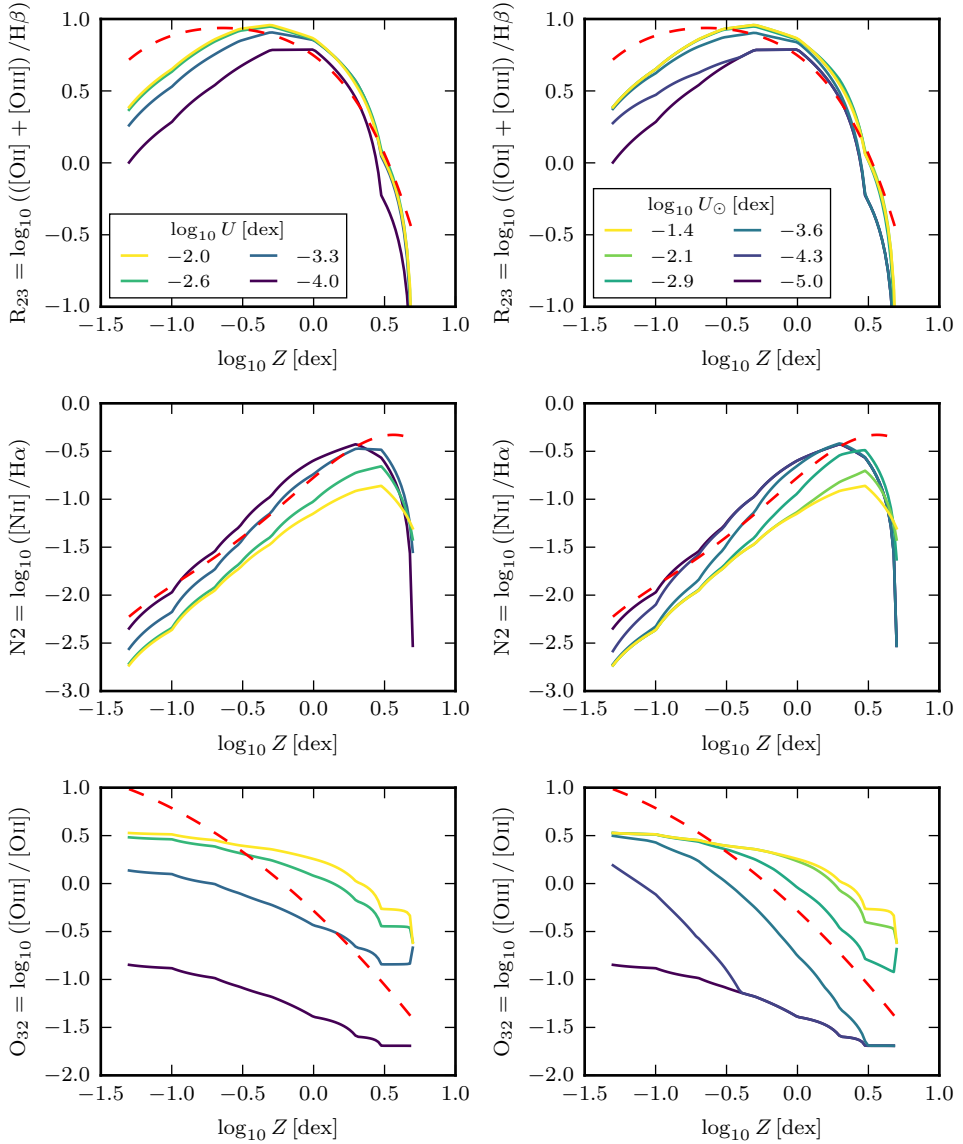 R₂₃ = log₁₀ (([OII] + [OIII]) /Hβ)
1.0
0.5
0.0
−0.5
−1.0
log₁₀ U [dex]
−2.0 −3.3
−2.6 −4.0
−1.5 −1.0 −0.5 0.0 0.5 1.0
log₁₀ Z [dex]
R₂₃ = log₁₀ (([OII] + [OIII]) /Hβ)
1.0
0.5
0.0
−0.5
−1.0
log₁₀ U⊙ [dex]
−1.4 −3.6
−2.1 −4.3
−2.9 −5.0
−1.5 −1.0 −0.5 0.0 0.5 1.0
log₁₀ Z [dex]
N2 = log₁₀ ([NII] /Hα)
0.0
−0.5
−1.0
−1.5
−2.0
−2.5
−3.0
−1.5 −1.0 −0.5 0.0 0.5 1.0
log₁₀ Z [dex]
N2 = log₁₀ ([NII] /Hα)
0.0
−0.5
−1.0
−1.5
−2.0
−2.5
−3.0
−1.5 −1.0 −0.5 0.0 0.5 1.0
log₁₀ Z [dex]
O₃₂ = log₁₀ ([OIII] / [OII])
1.0
0.5
0.0
−0.5
−1.0
−1.5
−2.0
−1.5 −1.0 −0.5 0.0 0.5 1.0
log₁₀ Z [dex]
O₃₂ = log₁₀ ([OIII] / [OII])
1.0
0.5
0.0
−0.5
−1.0
−1.5
−2.0
−1.5 −1.0 −0.5 0.0 0.5 1.0
log₁₀ Z [dex]